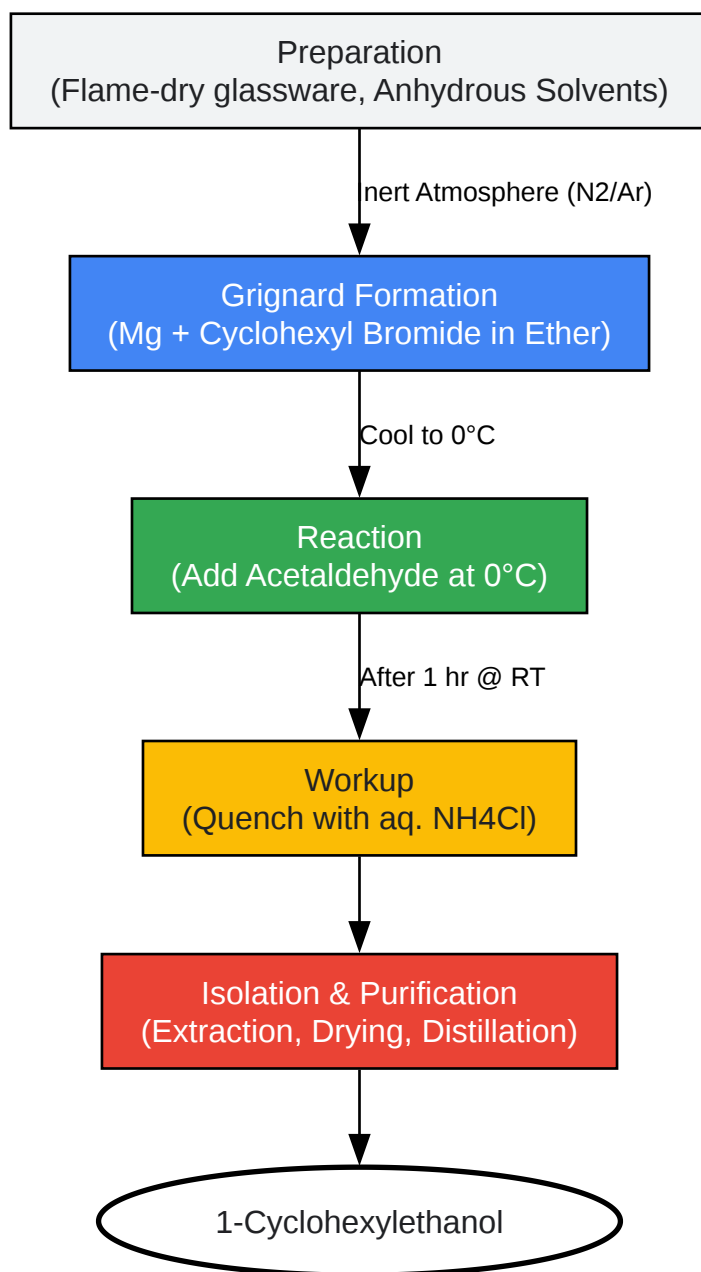 Preparation
(Flame-dry glassware, Anhydrous Solvents)
Inert Atmosphere (N2/Ar)
Grignard Formation
(Mg + Cyclohexyl Bromide in Ether)
Cool to 0°C
Reaction
(Add Acetaldehyde at 0°C)
After 1 hr @ RT
Workup
(Quench with aq. NH4Cl)
Isolation & Purification
(Extraction, Drying, Distillation)
1-Cyclohexylethanol